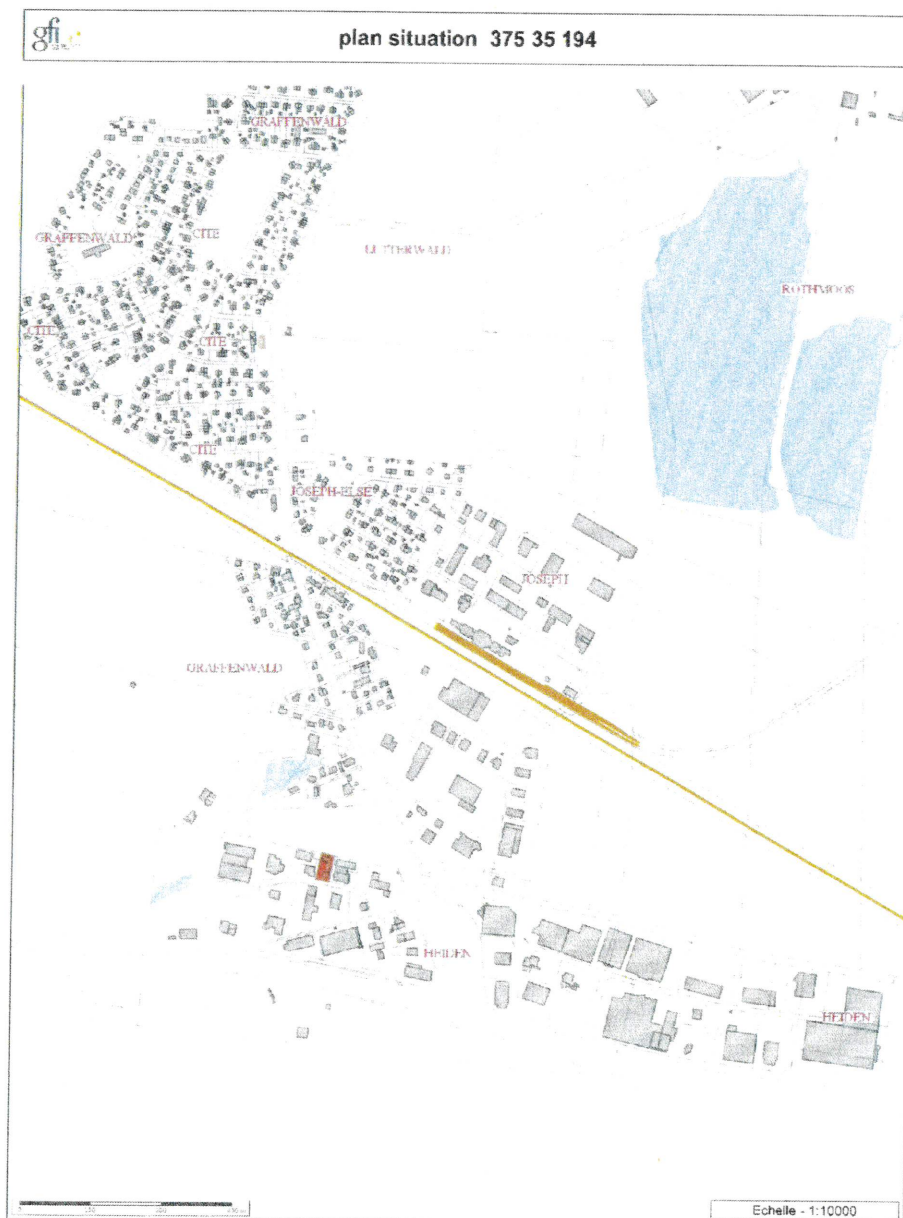 gfi
plan situation 375 35 194
GRAFFENWALD
GRAFFENWALD
CITE
LUTTERWALD
ROTHMOOS
CITE
CITE
CITE
JOSEPH-ELSE
JOSEPH
GRAFFENWALD
HEIDEN
HEIDEN
Echelle - 1:10000